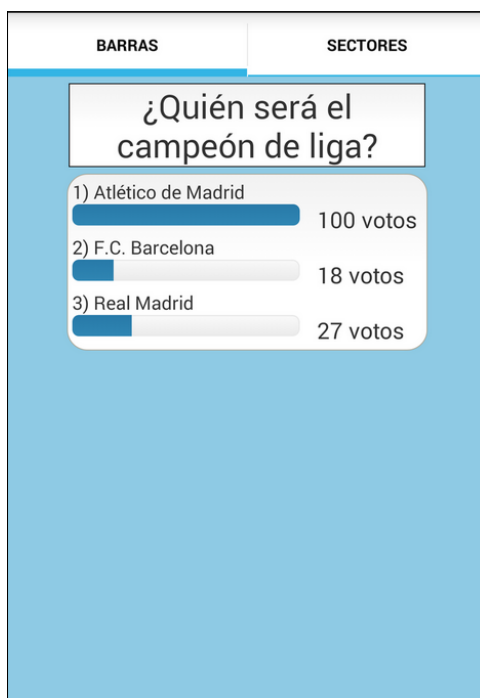 BARRAS SECTORES
¿Quién será el
campeón de liga?
1) Atlético de Madrid
100 votos
2) F.C. Barcelona
18 votos
3) Real Madrid
27 votos